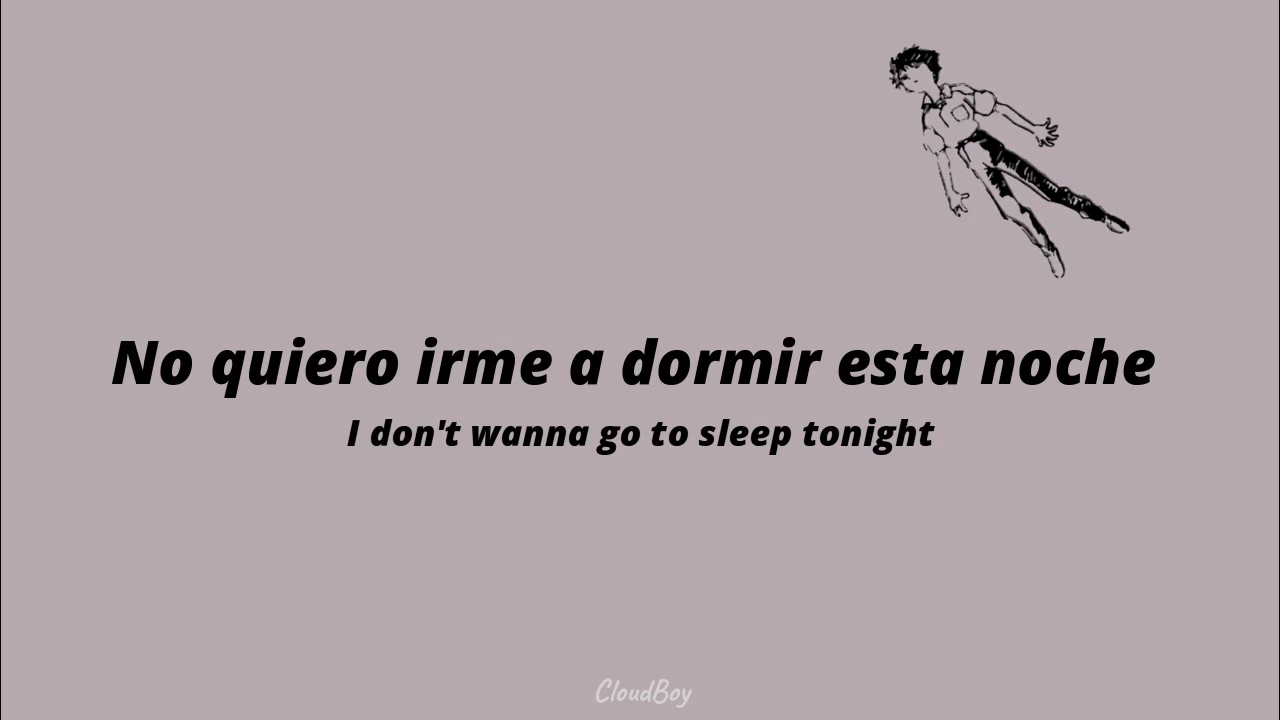 No quiero irme a dormir esta noche
I don't wanna go to sleep tonight
CloudBoy